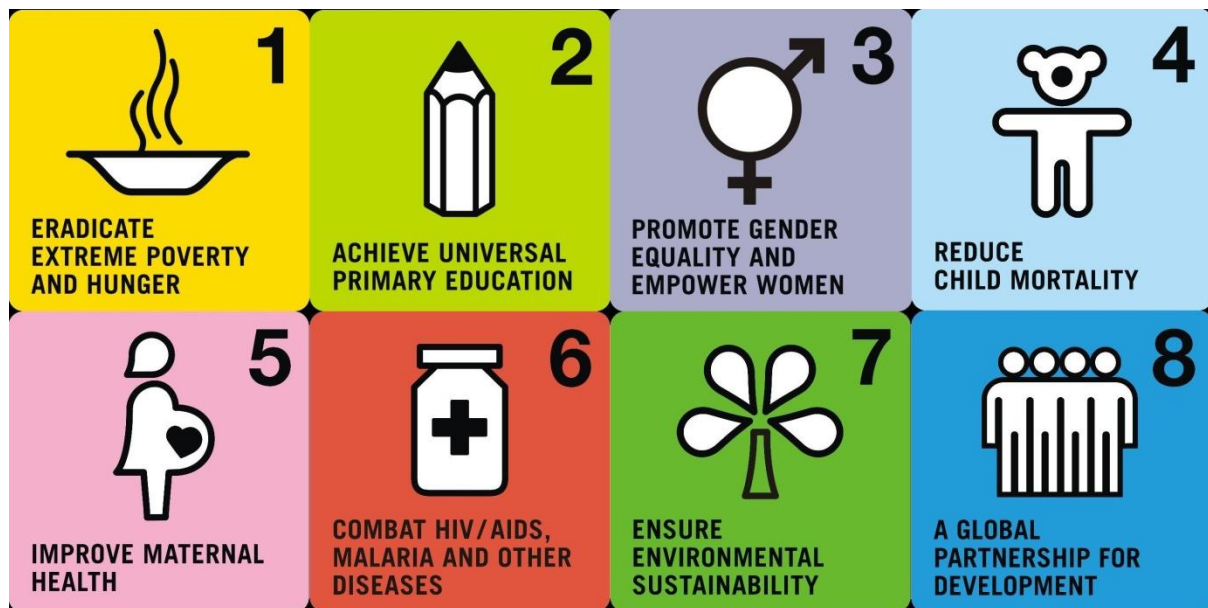 1
ERADICATE
EXTREME POVERTY
AND HUNGER
2
ACHIEVE UNIVERSAL
PRIMARY EDUCATION
3
PROMOTE GENDER
EQUALITY AND
EMPOWER WOMEN
4
REDUCE
CHILD MORTALITY
5
IMPROVE MATERNAL
HEALTH
6
COMBAT HIV/AIDS,
MALARIA AND OTHER
DISEASES
7
ENSURE
ENVIRONMENTAL
SUSTAINABILITY
8
A GLOBAL
PARTNERSHIP FOR
DEVELOPMENT